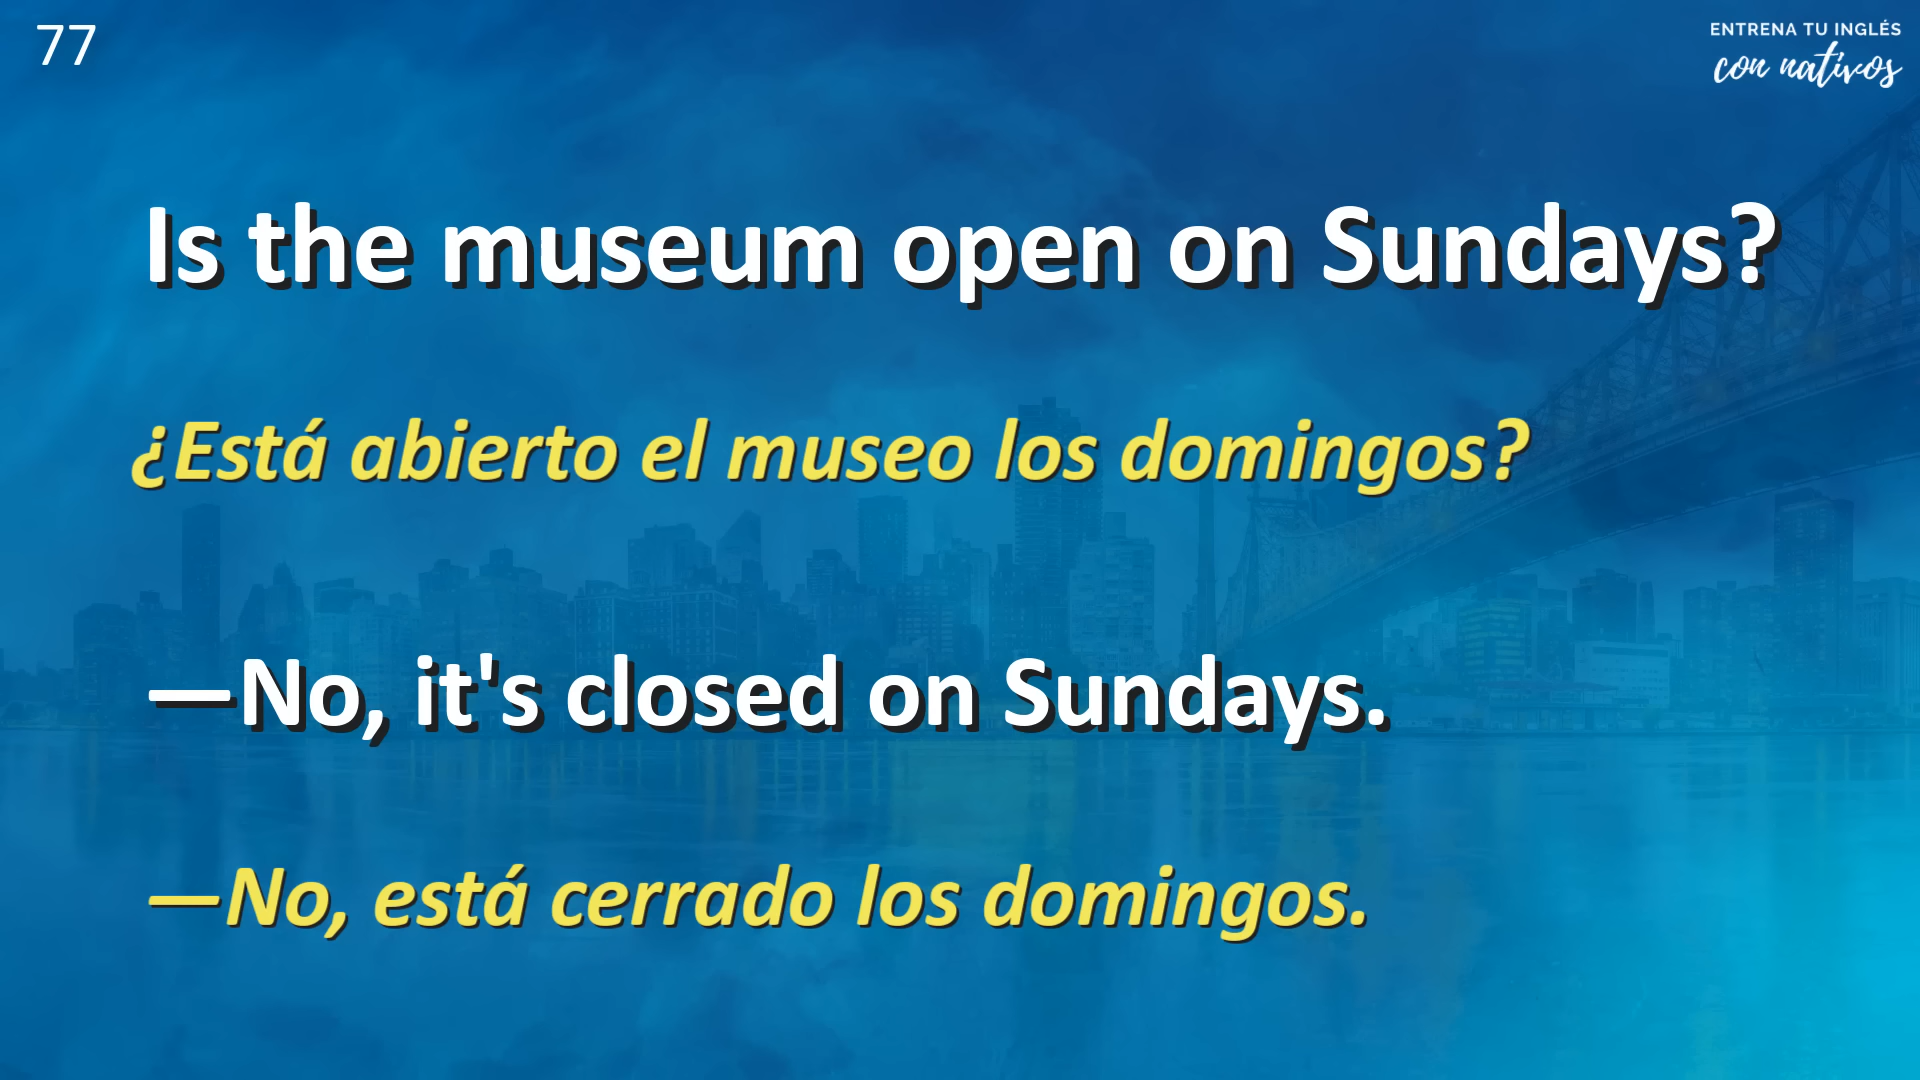 77
ENTRENA TU INGLÉS
con nativos
Is the museum open on Sundays?
¿Está abierto el museo los domingos?
—No, it's closed on Sundays.
—No, está cerrado los domingos.